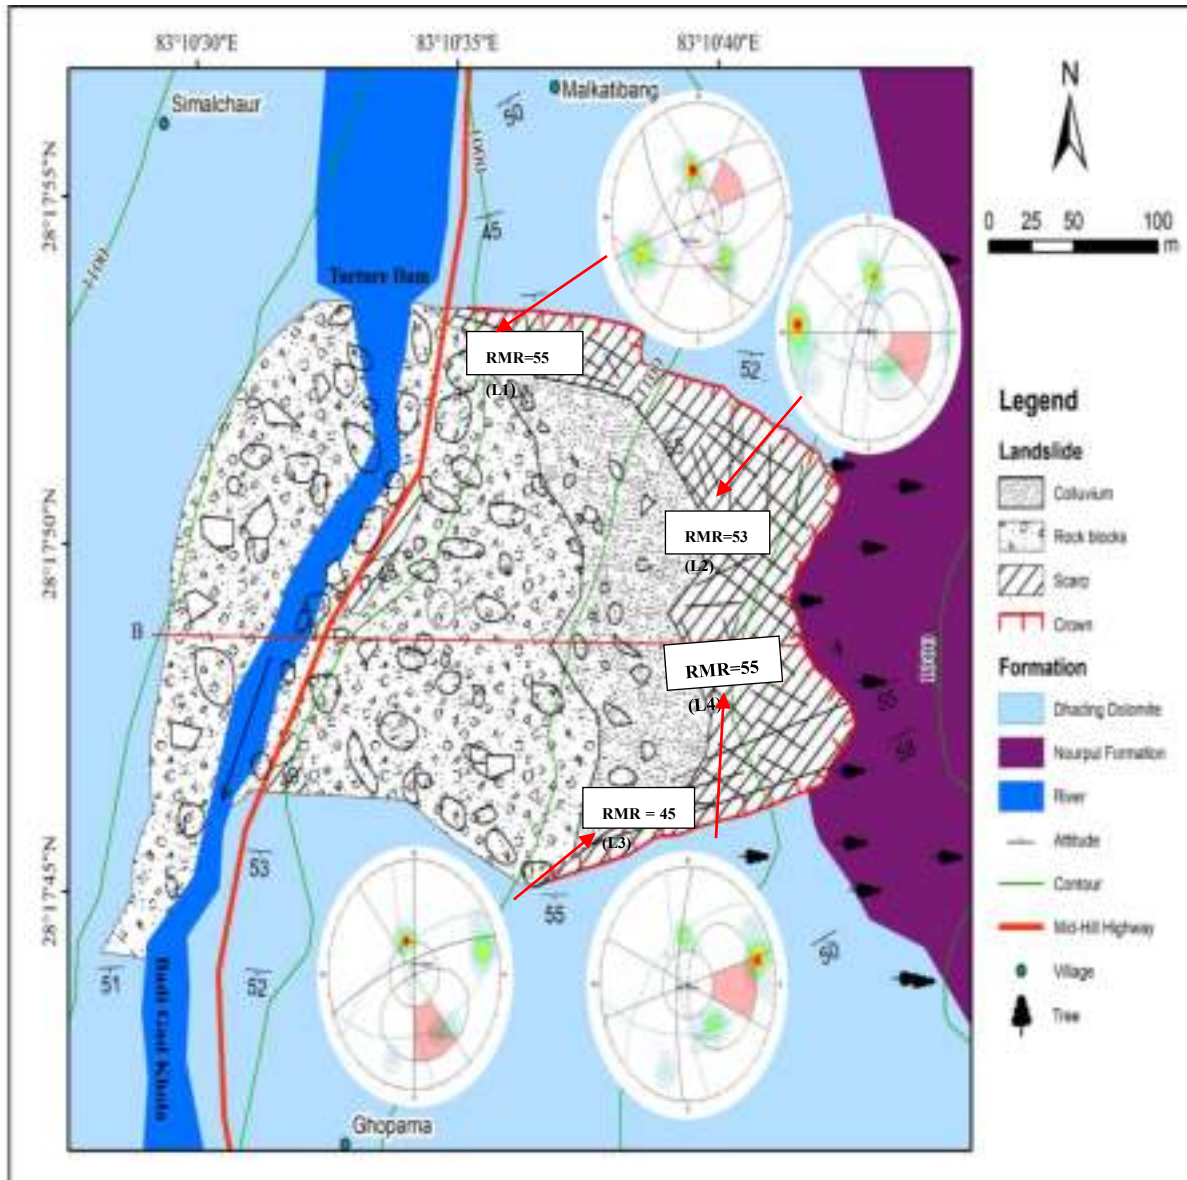 83°10'30"E
83°10'35"E
83°10'40"E
28°17'55"N
28°17'50"N
28°17'45"N
Simalchaur
Malkatibang
50
1000
45
1100
52
RMR=55
(L1)
RMR=53
(L2)
RMR=55
(L4)
RMR = 45
(L3)
B
A
55
58
53
55
50
51
52
Ghopama
N
0 25 50 100
m
Legend
Landslide
Colluvium
Rock blocks
Scarp
Crown
Formation
Dhading Dolomite
Nourpul Formation
River
Attitude
Contour
Mid-Hill Highway
Village
Tree